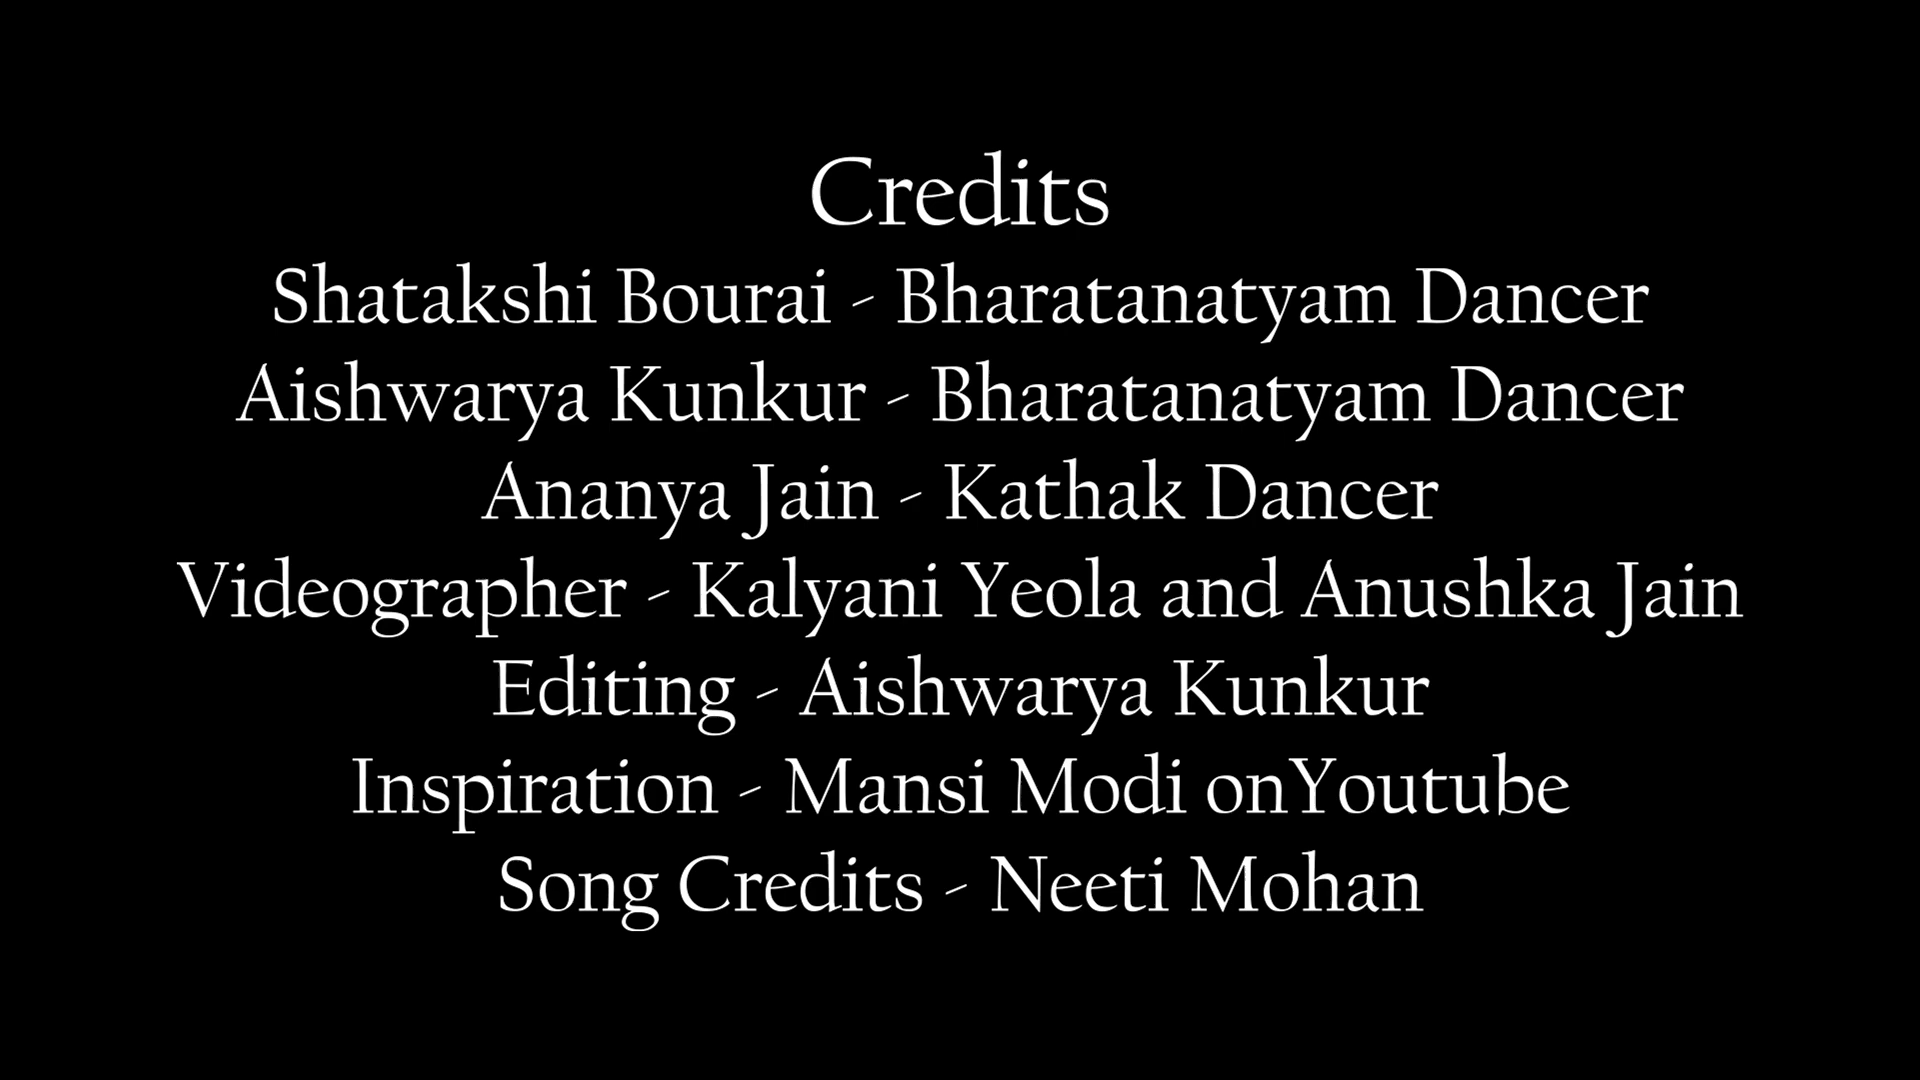 Credits
Shatakshi Bourai - Bharatanatyam Dancer
Aishwarya Kunkur - Bharatanatyam Dancer
Ananya Jain - Kathak Dancer
Videographer - Kalyani Yeola and Anushka Jain
Editing - Aishwarya Kunkur
Inspiration - Mansi Modi onYoutube
Song Credits - Neeti Mohan